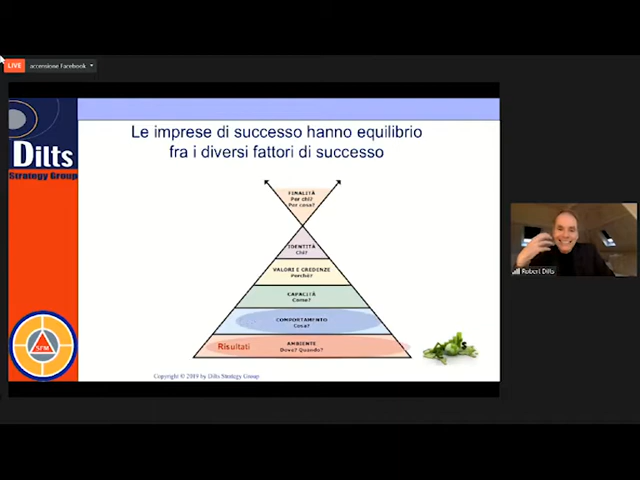 LIVE
accensione Facebook
Dilts
Strategy Group
Le imprese di successo hanno equilibrio
fra i diversi fattori di successo
FINALITÀ
Per chi?
Per cosa?
IDENTITÀ
Chi?
VALORI E CREDENZE
Perché?
CAPACITÀ
Come?
COMPORTAMENTO
Cosa?
Risultati
AMBIENTE
Dove? Quando?
SFM
Copyright © 2019 by Dilts Strategy Group
Robert Dilts